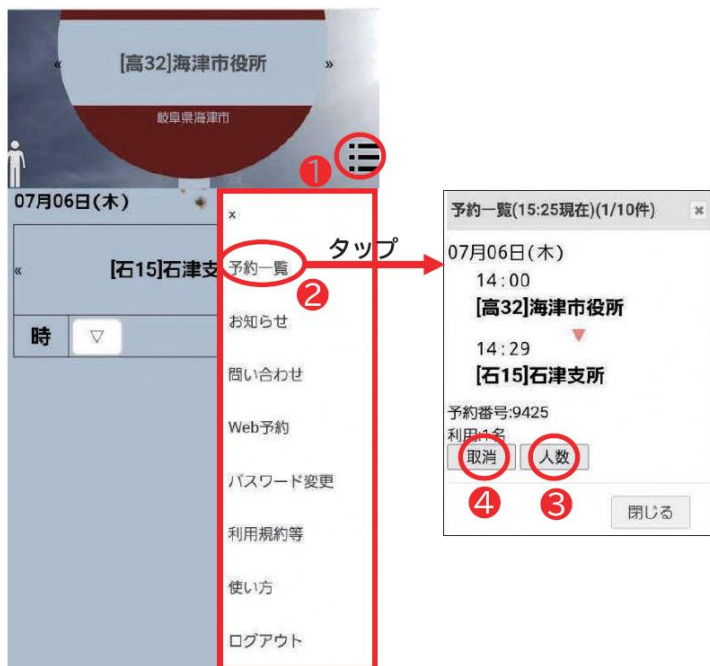 « [高32]海津市役所 »
岐阜県海津市
❶
07月06日(木)
«
[石15]石津支
時 ▽
x
予約一覧
❷
お知らせ
問い合わせ
Web予約
パスワード変更
利用規約等
使い方
ログアウト
タップ
予約一覧(15:25現在)(1/10件) ×
07月06日(木)
14:00
[高32]海津市役所
▼
14:29
[石15]石津支所
予約番号:9425
利用:1名
取消 人数
❹ ❸
閉じる